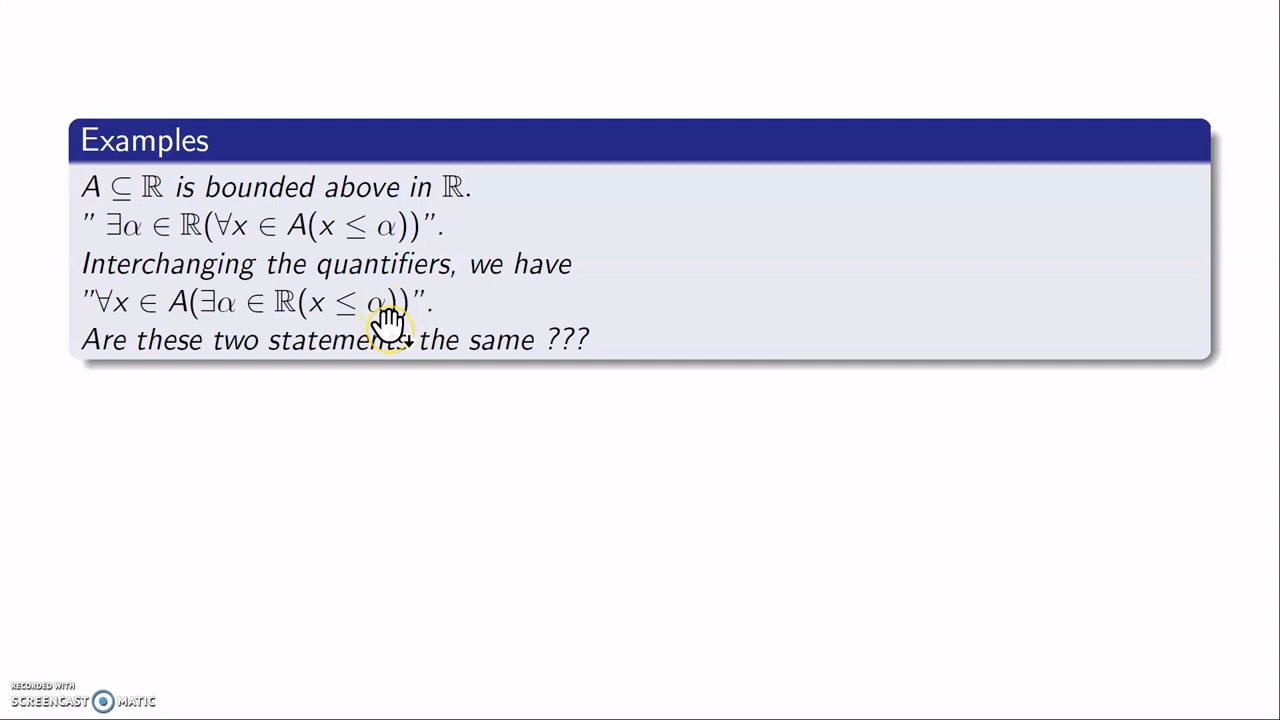 Examples
A ⊆ ℝ is bounded above in ℝ.
” ∃α ∈ ℝ(∀x ∈ A(x ≤ α))”.
Interchanging the quantifiers, we have
”∀x ∈ A(∃α ∈ ℝ(x ≤ α))”.
Are these two statements the same ???
RECORDED WITH
SCREENCAST MATIC